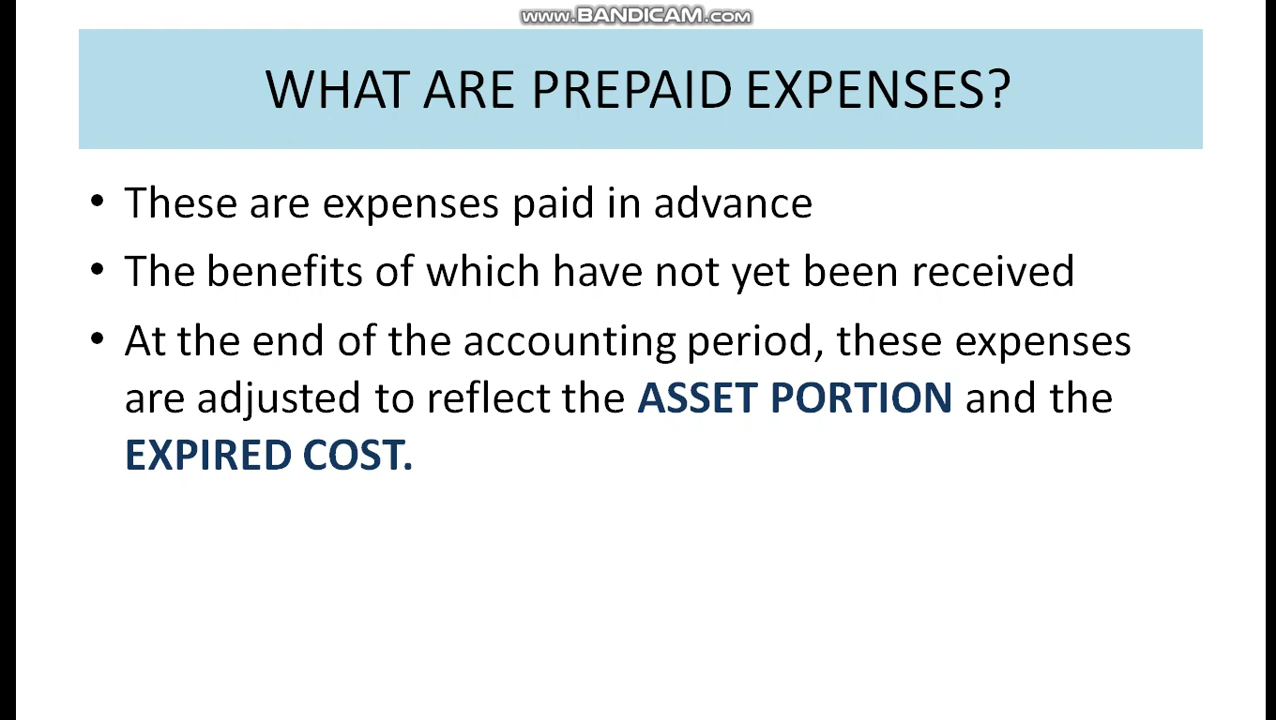 www.BANDICAM.com
WHAT ARE PREPAID EXPENSES?
• These are expenses paid in advance
• The benefits of which have not yet been received
• At the end of the accounting period, these expenses
are adjusted to reflect the ASSET PORTION and the
EXPIRED COST.